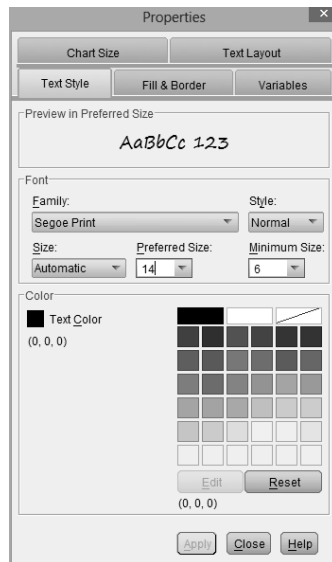 Properties ×
Chart Size Text Layout
Text Style Fill & Border Variables
Preview in Preferred Size
AaBbCc 123
Font
Family: Style:
Segoe Print Normal
Size: Preferred Size: Minimum Size:
Automatic 14 6
Color
Text Color
(0, 0, 0)
Edit Reset
(0, 0, 0)
Apply Close Help